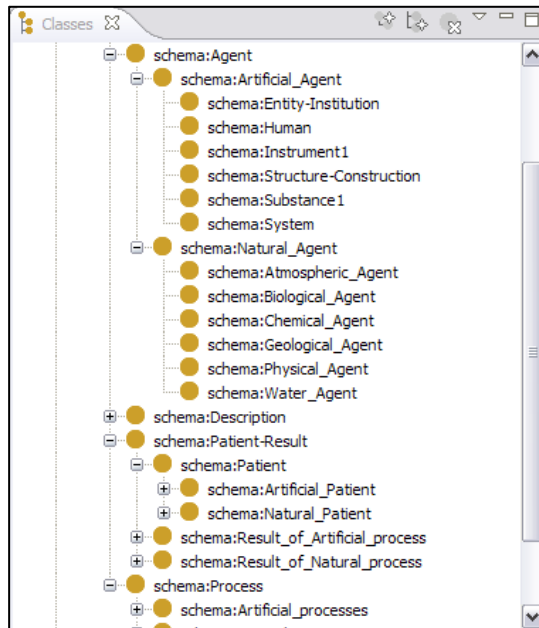 Classes
schema:Agent
schema:Artificial_Agent
schema:Entity-Institution
schema:Human
schema:Instrument1
schema:Structure-Construction
schema:Substance1
schema:System
schema:Natural_Agent
schema:Atmospheric_Agent
schema:Biological_Agent
schema:Chemical_Agent
schema:Geological_Agent
schema:Physical_Agent
schema:Water_Agent
schema:Description
schema:Patient-Result
schema:Patient
schema:Artificial_Patient
schema:Natural_Patient
schema:Result_of_Artificial_process
schema:Result_of_Natural_process
schema:Process
schema:Artificial_processes